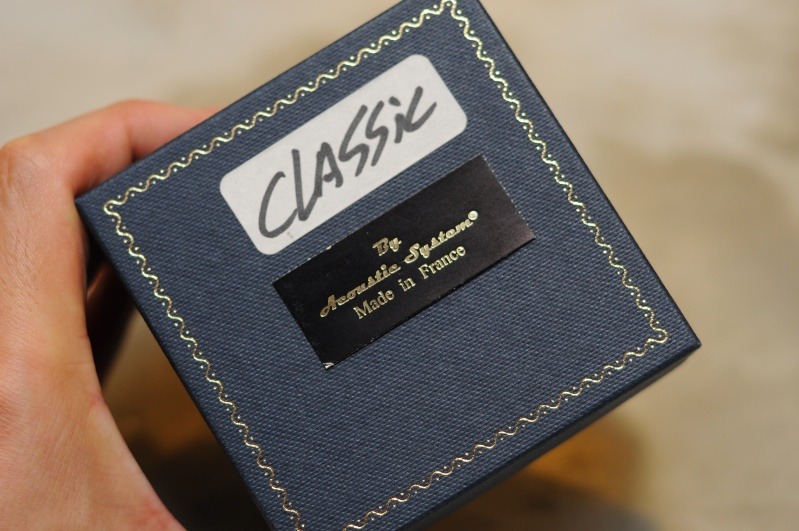 CLASSiC
By
Acoustic System®
Made in France